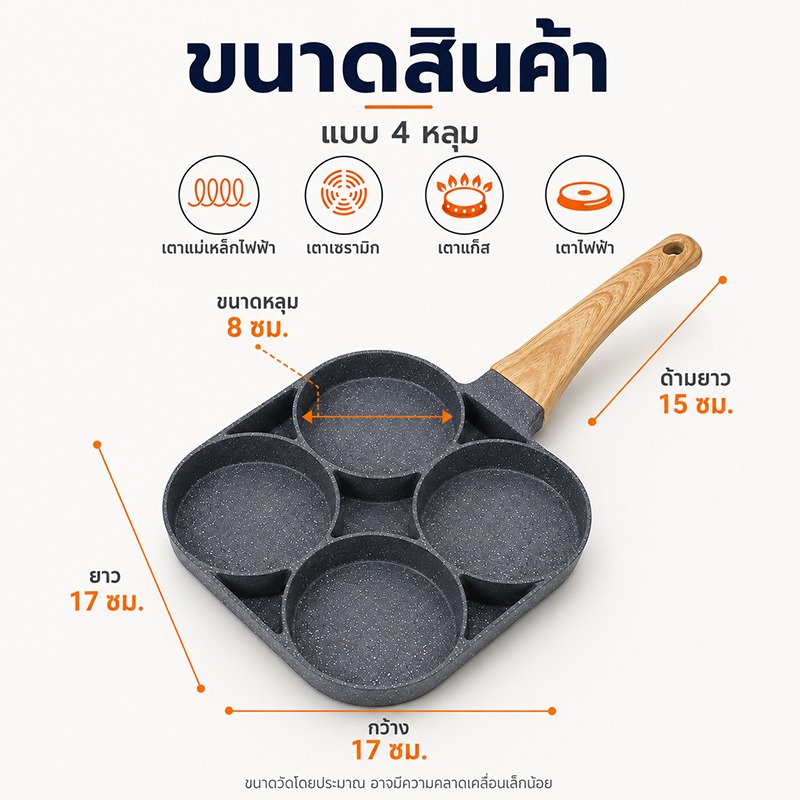 ขนาดสินค้า
แบบ 4 หลุม
เตาแม่เหล็กไฟฟ้า
เตาเซรามิก
เตาแก็ส
เตาไฟฟ้า
ขนาดหลุม
8 ซม.
ด้ามยาว
15 ซม.
ยาว
17 ซม.
กว้าง
17 ซม.
ขนาดวัดโดยประมาณ อาจมีความคลาดเคลื่อนเล็กน้อย